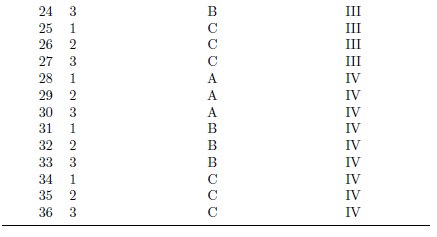 24 3 B III
25 1 C III
26 2 C III
27 3 C III
28 1 A IV
29 2 A IV
30 3 A IV
31 1 B IV
32 2 B IV
33 3 B IV
34 1 C IV
35 2 C IV
36 3 C IV